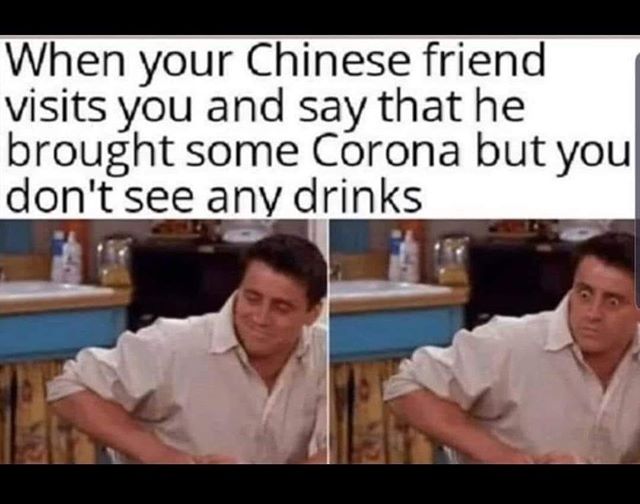 When your Chinese friend
visits you and say that he
brought some Corona but you
don't see any drinks